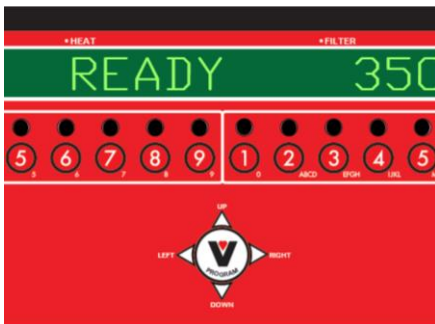 •HEAT •FILTER
READY 350
5 6 7 8 9 1 2 3 4 5
5 6 7 8 9 0 ABCD EFGH IJKL
UP
LEFT V RIGHT
PROGRAM
DOWN